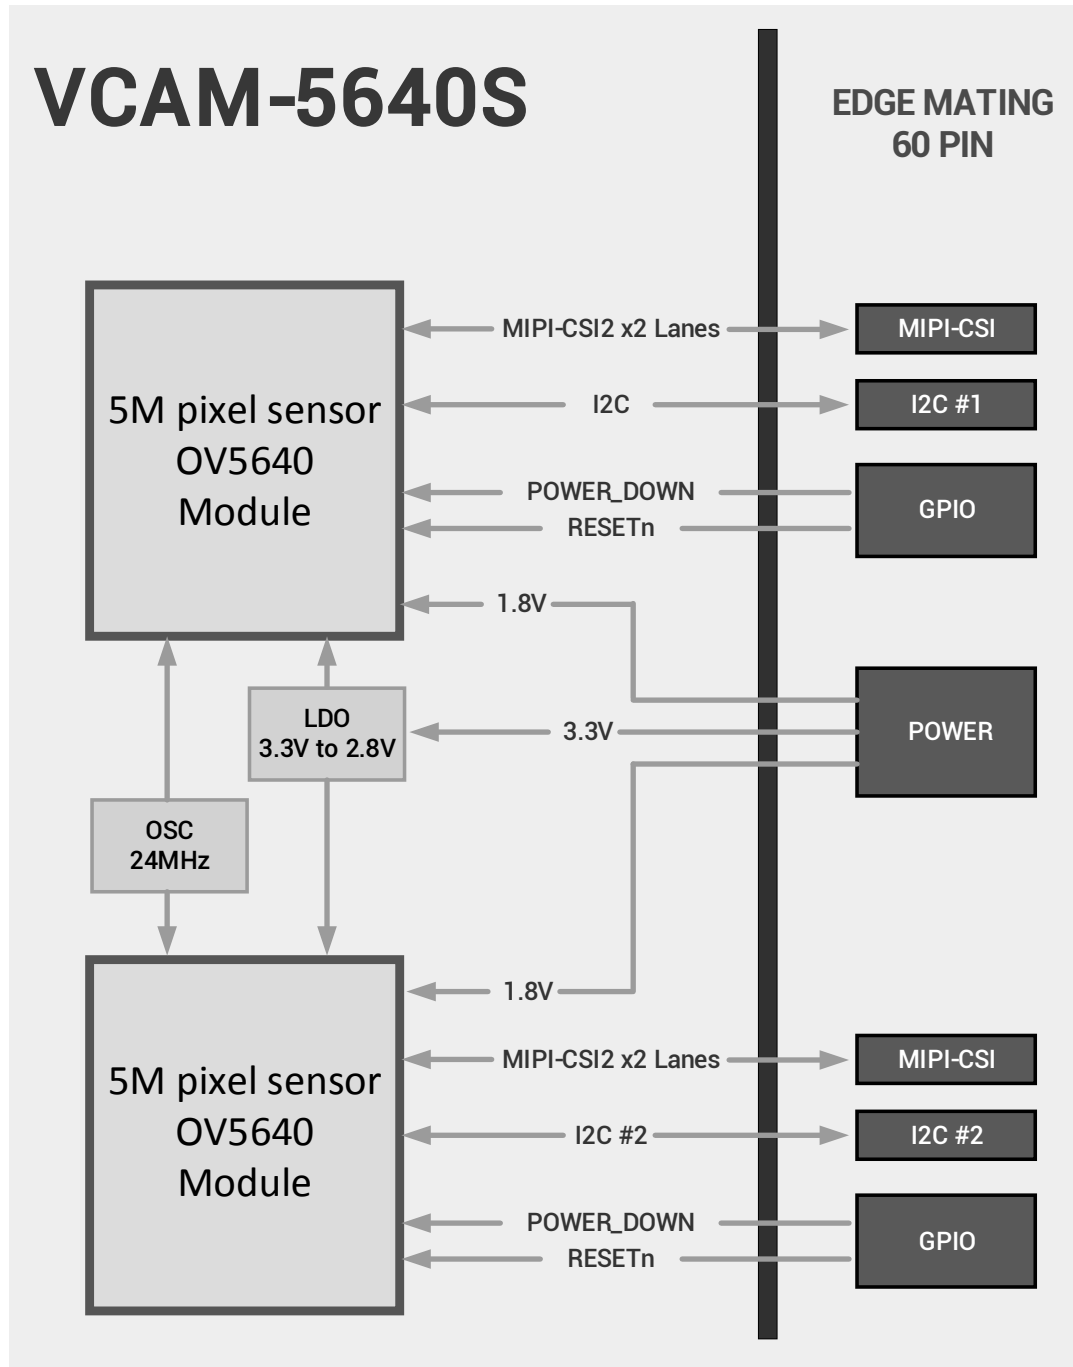 VCAM-5640S
EDGE MATING
60 PIN
5M pixel sensor
OV5640
Module
MIPI-CSI2 x2 Lanes
MIPI-CSI
I2C
I2C #1
POWER_DOWN
RESETn
GPIO
1.8V
LDO
3.3V to 2.8V
3.3V
POWER
OSC
24MHz
1.8V
5M pixel sensor
OV5640
Module
MIPI-CSI2 x2 Lanes
MIPI-CSI
I2C #2
I2C #2
POWER_DOWN
RESETn
GPIO